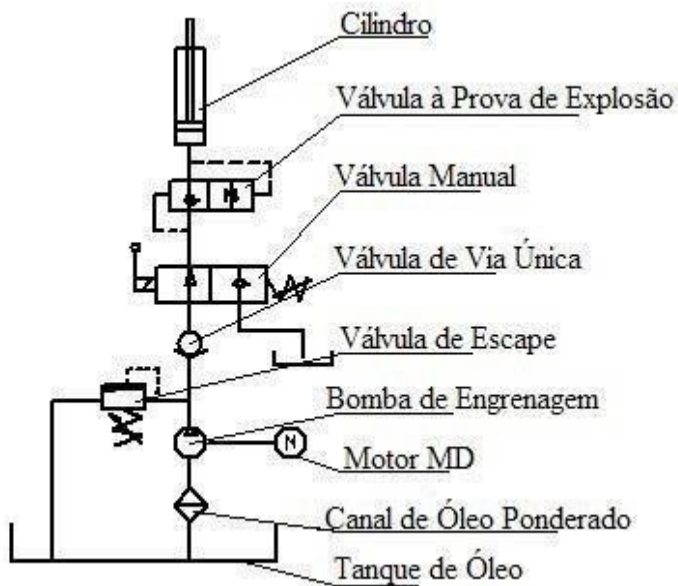 Cilindro
Válvula à Prova de Explosão
Válvula Manual
Válvula de Via Única
Válvula de Escape
Bomba de Engrenagem
Motor MD
Canal de Óleo Ponderado
Tanque de Óleo